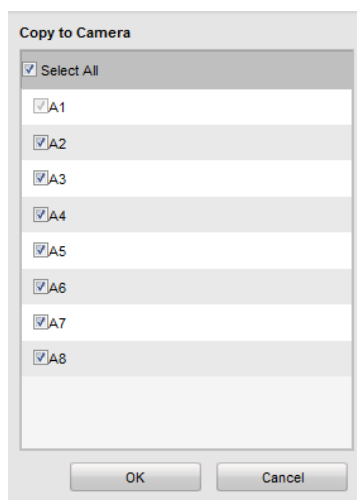 Copy to Camera
Select All
A1
A2
A3
A4
A5
A6
A7
A8
OK Cancel